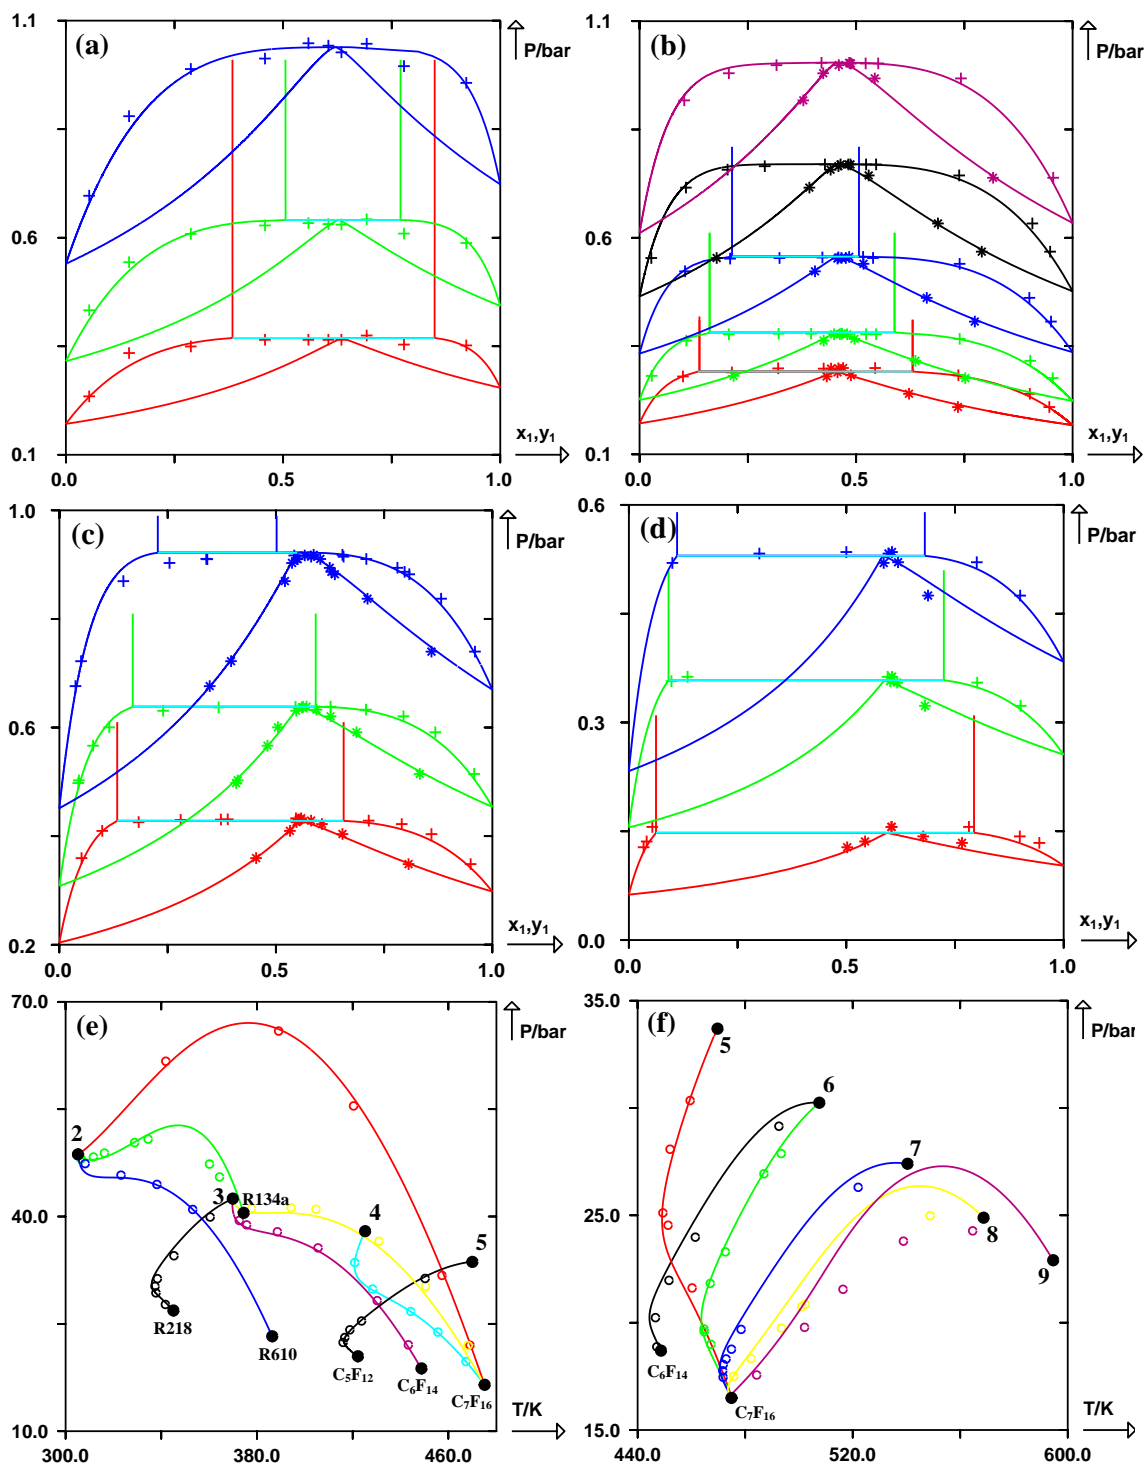 1.1
(a)
P/bar
0.6
0.1
x1,y1
0.0
0.5
1.0
1.1
(b)
P/bar
0.6
0.1
x1,y1
0.0
0.5
1.0
1.0
(c)
P/bar
0.6
0.2
x1,y1
0.0
0.5
1.0
0.6
(d)
P/bar
0.3
0.0
x1,y1
0.0
0.5
1.0
70.0
(e)
P/bar
2
3
R134a
4
5
40.0
R218
R610
C5F12
C6F14
C7F16
10.0
T/K
300.0
380.0
460.0
35.0
(f)
P/bar
5
6
7
8
9
25.0
C6F14
C7F16
15.0
T/K
440.0
520.0
600.0